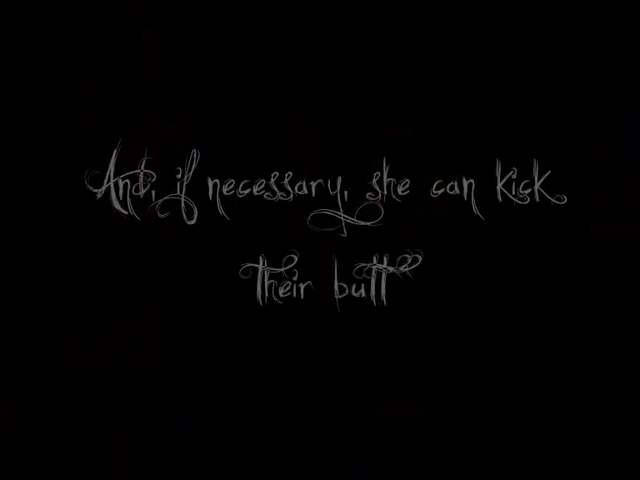 And, if necessary, she can kick
their butt